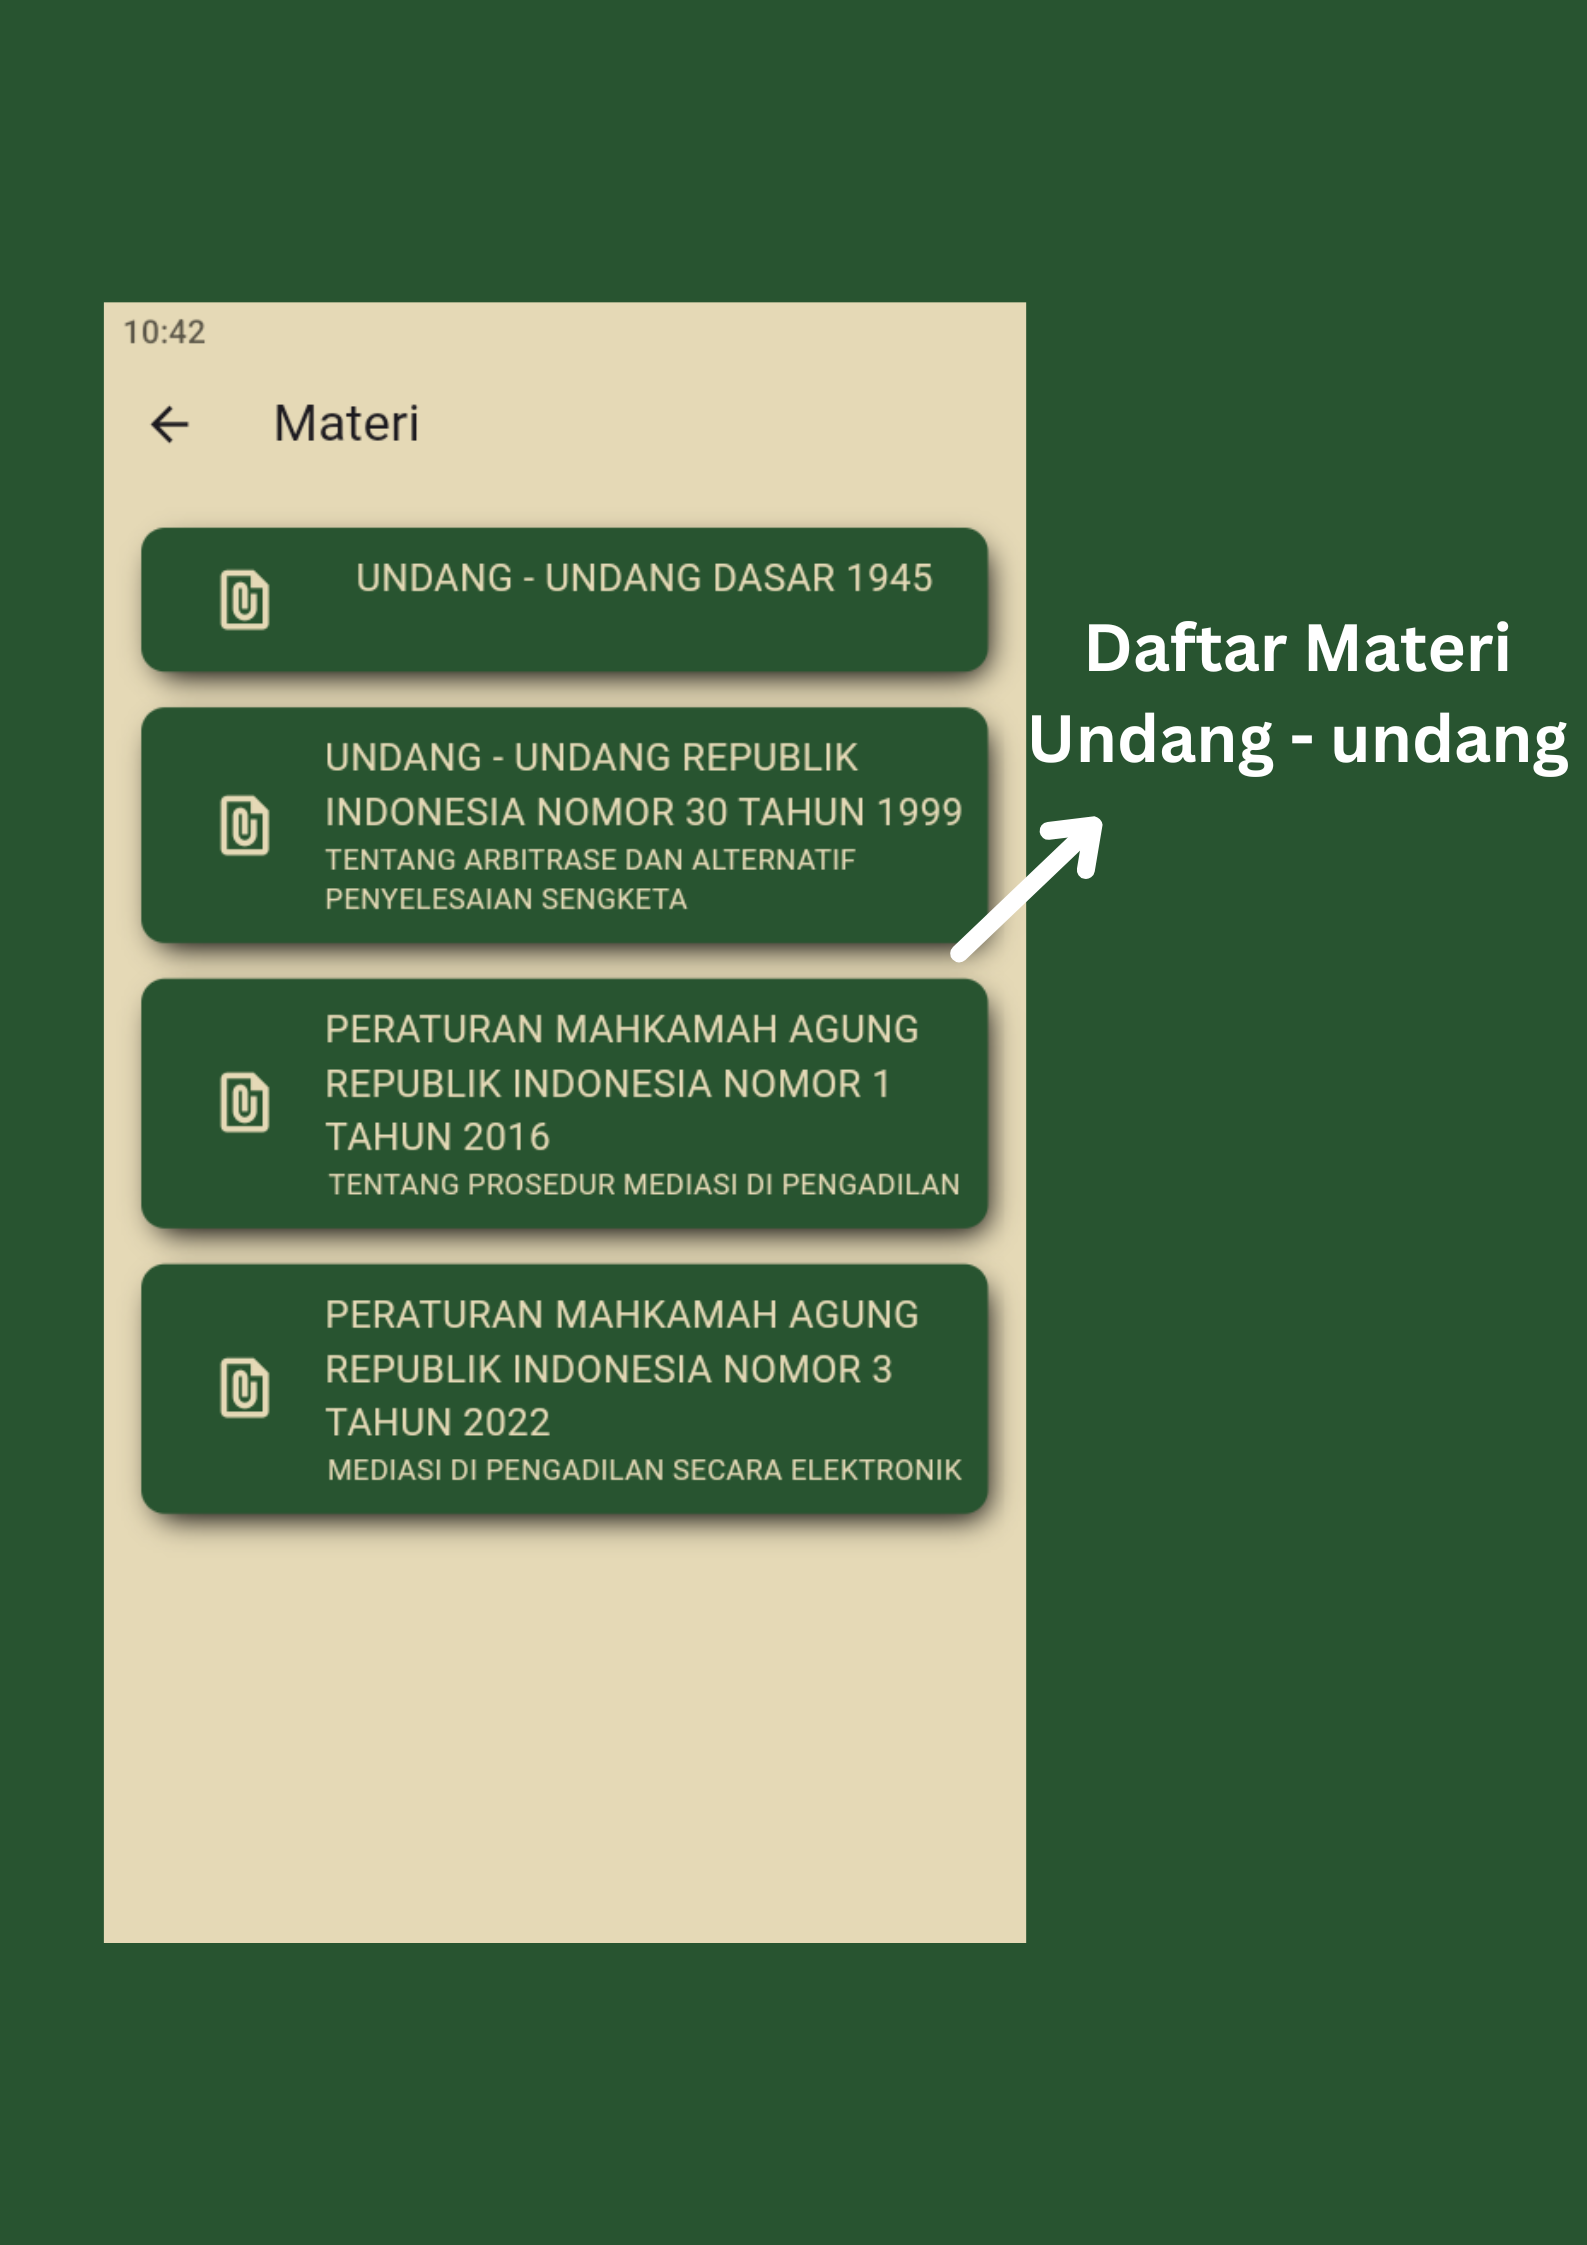 10:42
Materi
UNDANG - UNDANG DASAR 1945
UNDANG - UNDANG REPUBLIK
INDONESIA NOMOR 30 TAHUN 1999
TENTANG ARBITRASE DAN ALTERNATIF
PENYELESAIAN SENGKETA
PERATURAN MAHKAMAH AGUNG
REPUBLIK INDONESIA NOMOR 1
TAHUN 2016
TENTANG PROSEDUR MEDIASI DI PENGADILAN
PERATURAN MAHKAMAH AGUNG
REPUBLIK INDONESIA NOMOR 3
TAHUN 2022
MEDIASI DI PENGADILAN SECARA ELEKTRONIK
Daftar Materi
Undang - undang